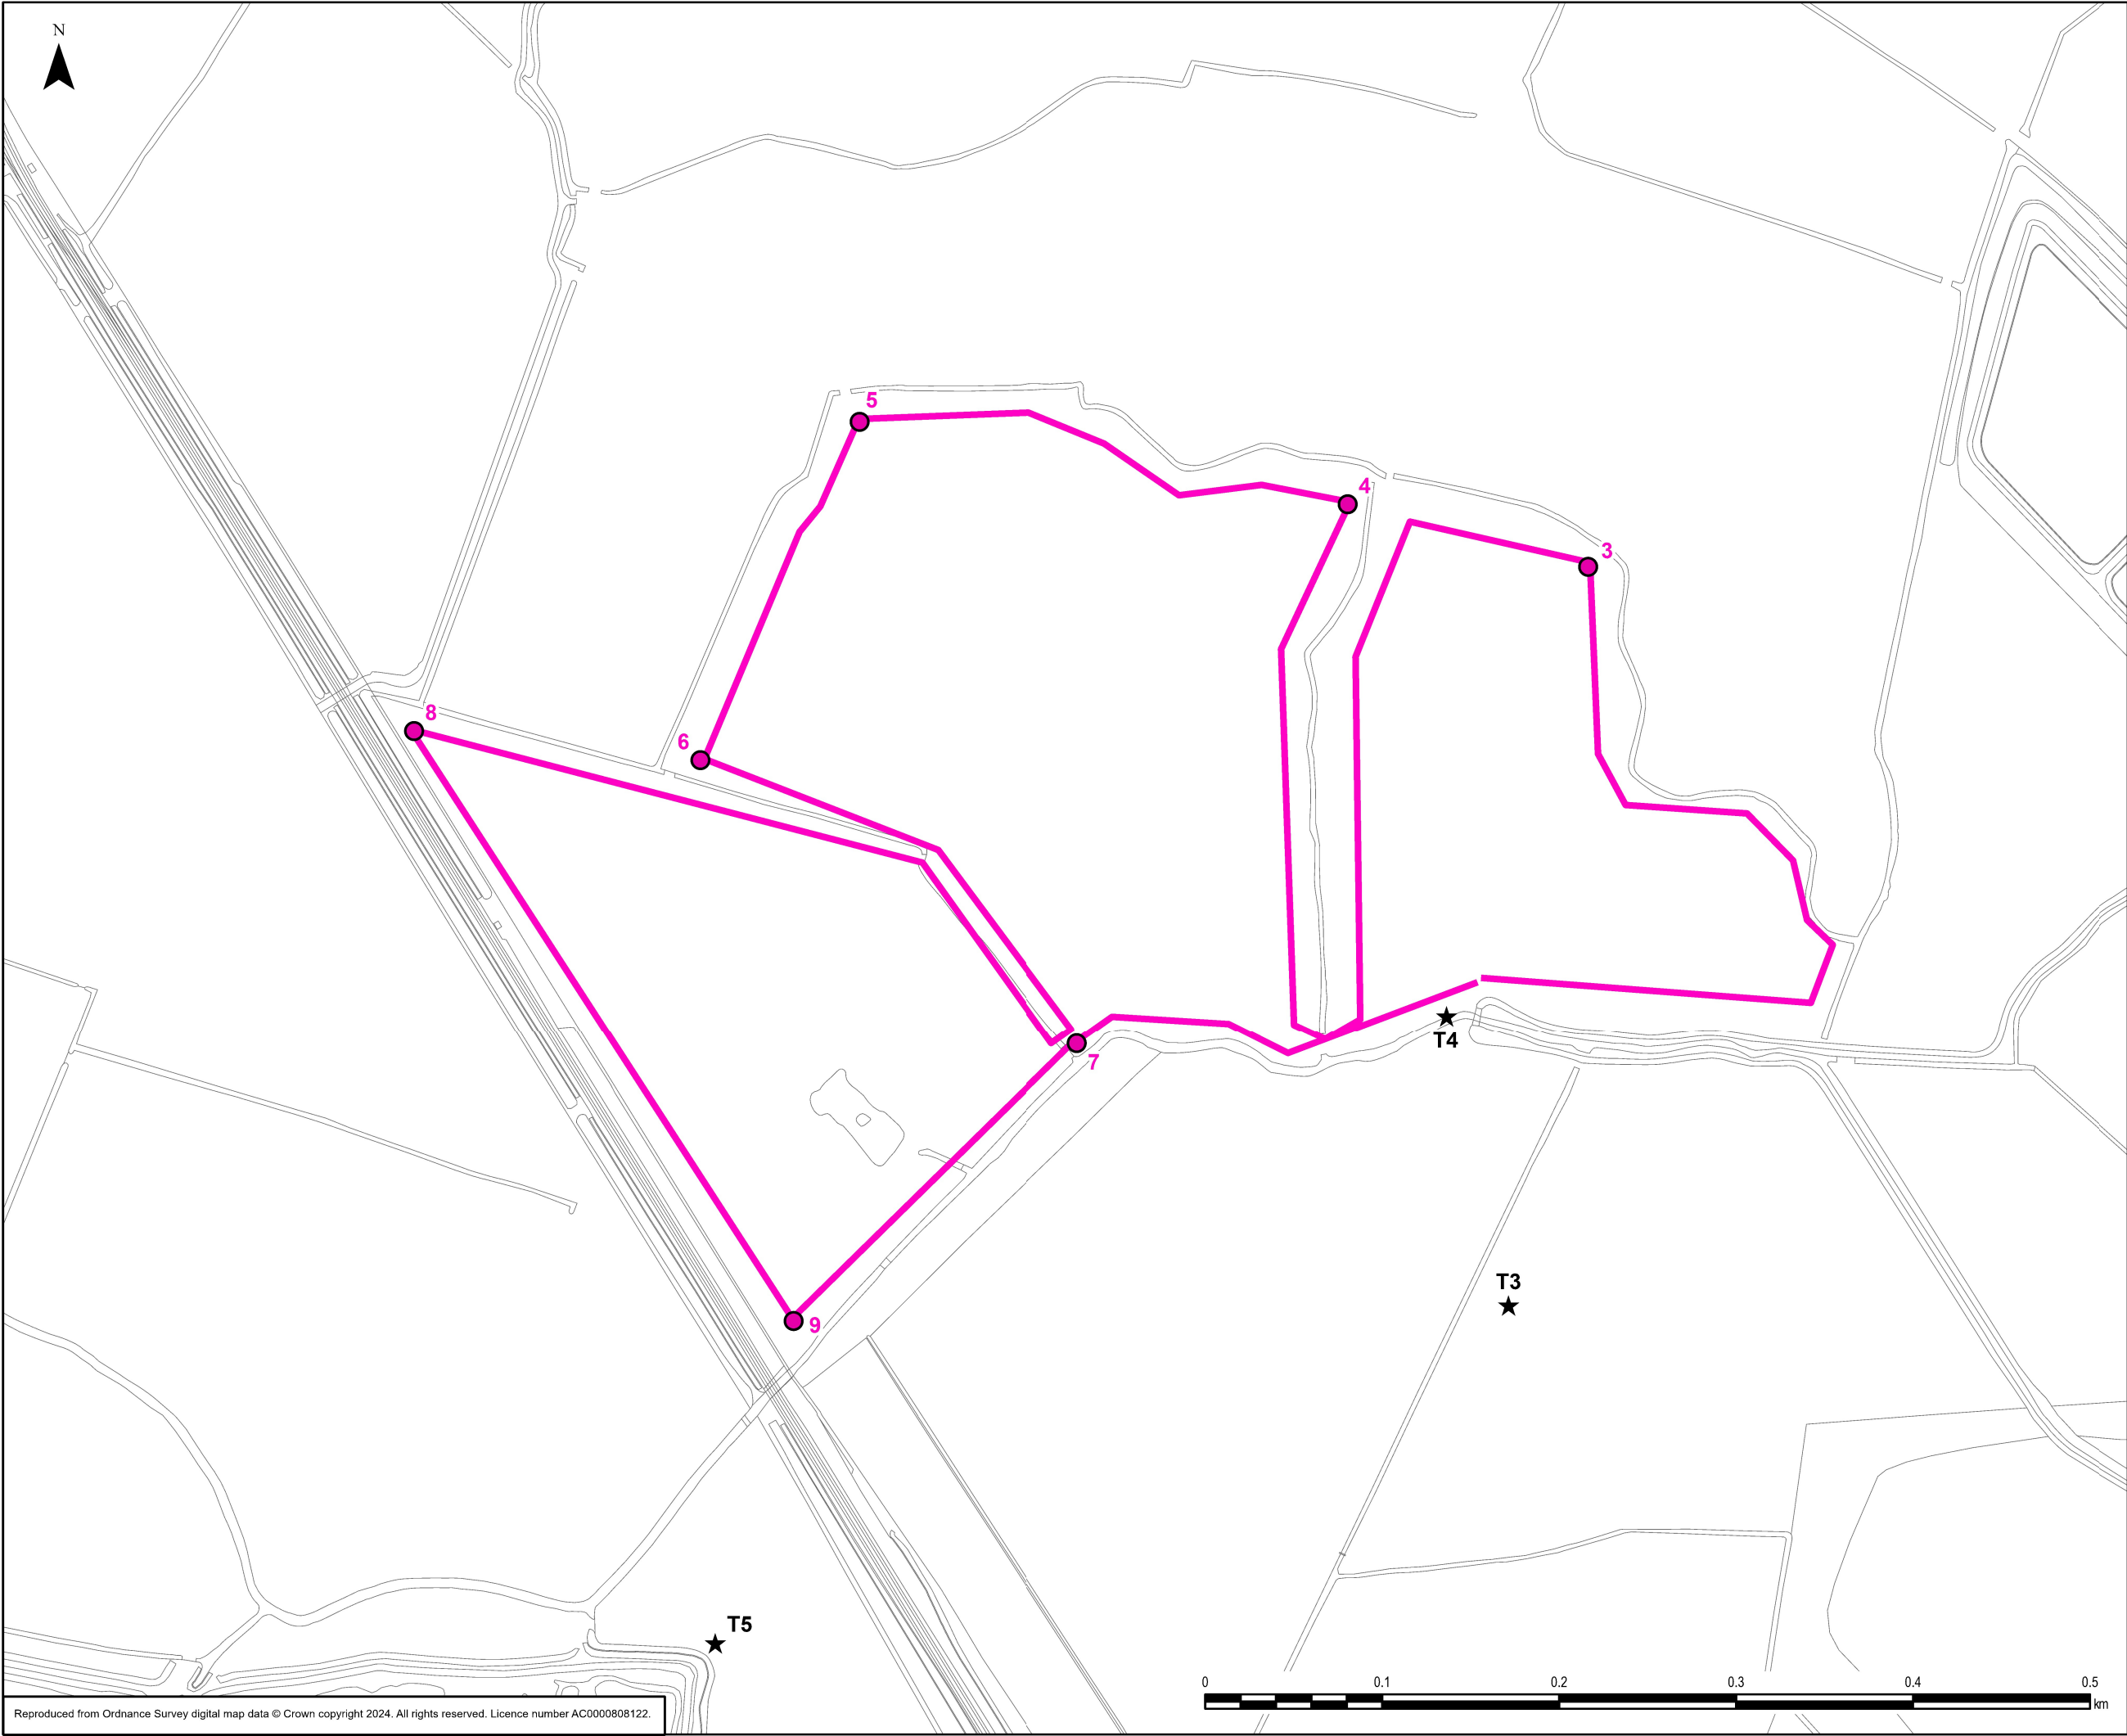 N
5
4
3
8
6
7
T4
T3
9
T5
0 0.1 0.2 0.3 0.4 0.5
km
Reproduced from Ordnance Survey digital map data © Crown copyright 2024. All rights reserved. Licence number AC0000808122.